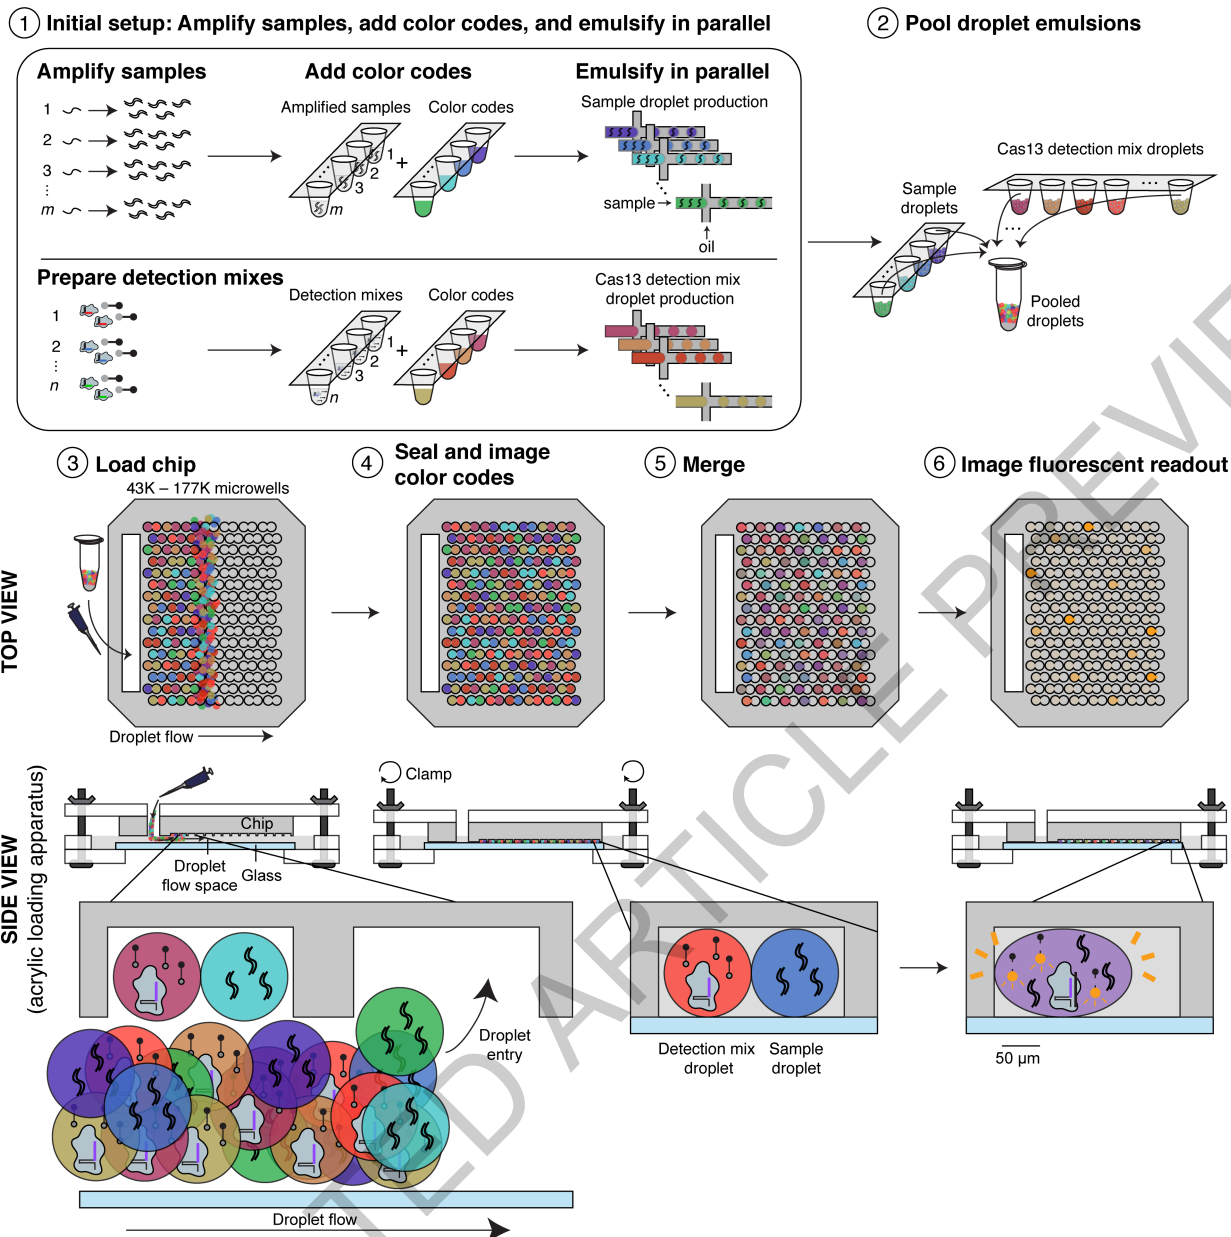 1 Initial setup: Amplify samples, add color codes, and emulsify in parallel
2 Pool droplet emulsions
Amplify samples
Add color codes
Emulsify in parallel
1
2
3
m
Amplified samples
Color codes
1
2
3
m
+
Sample droplet production
sample
oil
Prepare detection mixes
1
2
n
Detection mixes
Color codes
1
2
3
n
+
Cas13 detection mix
droplet production
Cas13 detection mix droplets
Sample
droplets
Pooled
droplets
3 Load chip
43K – 177K microwells
4 Seal and image
color codes
5 Merge
6 Image fluorescent readout
TOP VIEW
Droplet flow
SIDE VIEW
(acrylic loading apparatus)
Chip
Droplet
flow space
Glass
Clamp
Droplet
entry
Detection mix
droplet
Sample
droplet
50 µm
Droplet flow
TED ARTICLE PREVIE